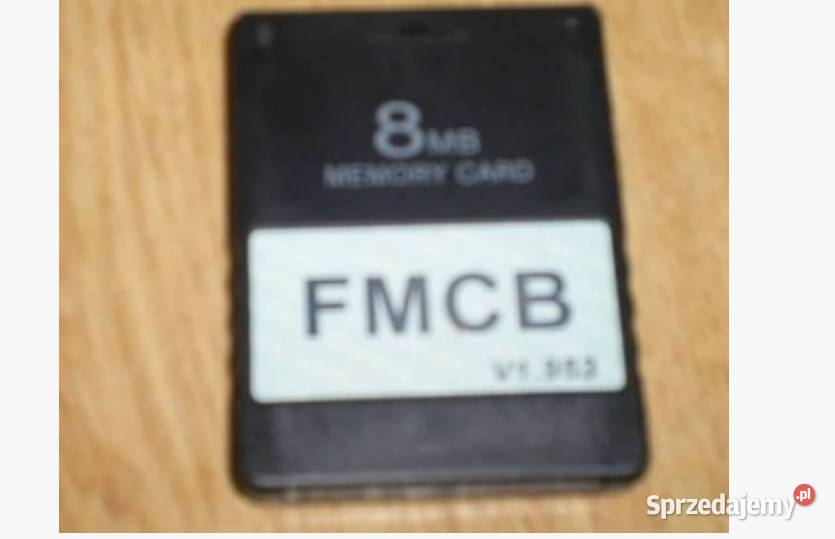 8MB
MEMORY CARD
FMCB
V1.953
Sprzedajemy.pl